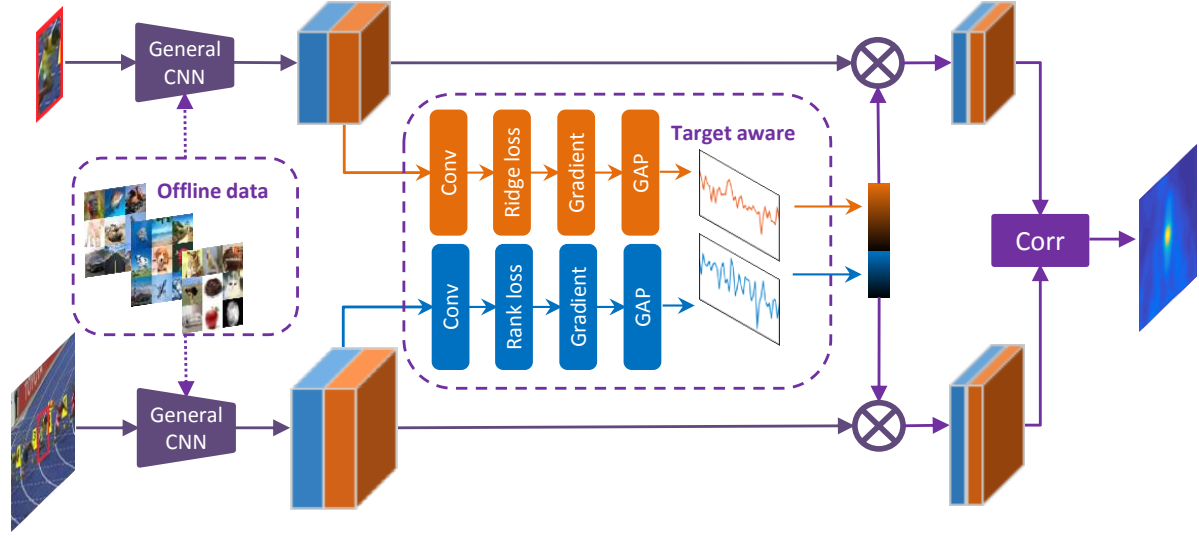 General
CNN
Offline data
Target aware
Conv
Ridge loss
Gradient
GAP
Conv
Rank loss
Gradient
GAP
Corr
General
CNN